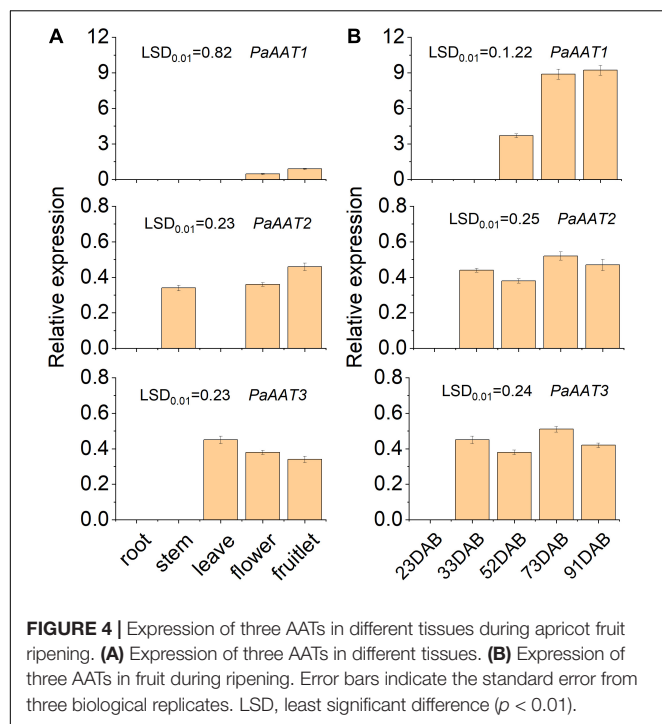 A
B
12
9
6
3
0
LSD0.01=0.82 PaAAT1
12
9
6
3
0
LSD0.01=0.1.22 PaAAT1
Relative expression
0.8
0.6
0.4
0.2
0.0
LSD0.01=0.23 PaAAT2
Relative expression
0.8
0.6
0.4
0.2
0.0
LSD0.01=0.25 PaAAT2
0.8
0.6
0.4
0.2
0.0
LSD0.01=0.23 PaAAT3
0.8
0.6
0.4
0.2
0.0
LSD0.01=0.24 PaAAT3
root
stem
leave
flower
fruitlet
23DAB
33DAB
52DAB
73DAB
91DAB
FIGURE 4 | Expression of three AATs in different tissues during apricot fruit
ripening. (A) Expression of three AATs in different tissues. (B) Expression of
three AATs in fruit during ripening. Error bars indicate the standard error from
three biological replicates. LSD, least significant difference (p < 0.01).